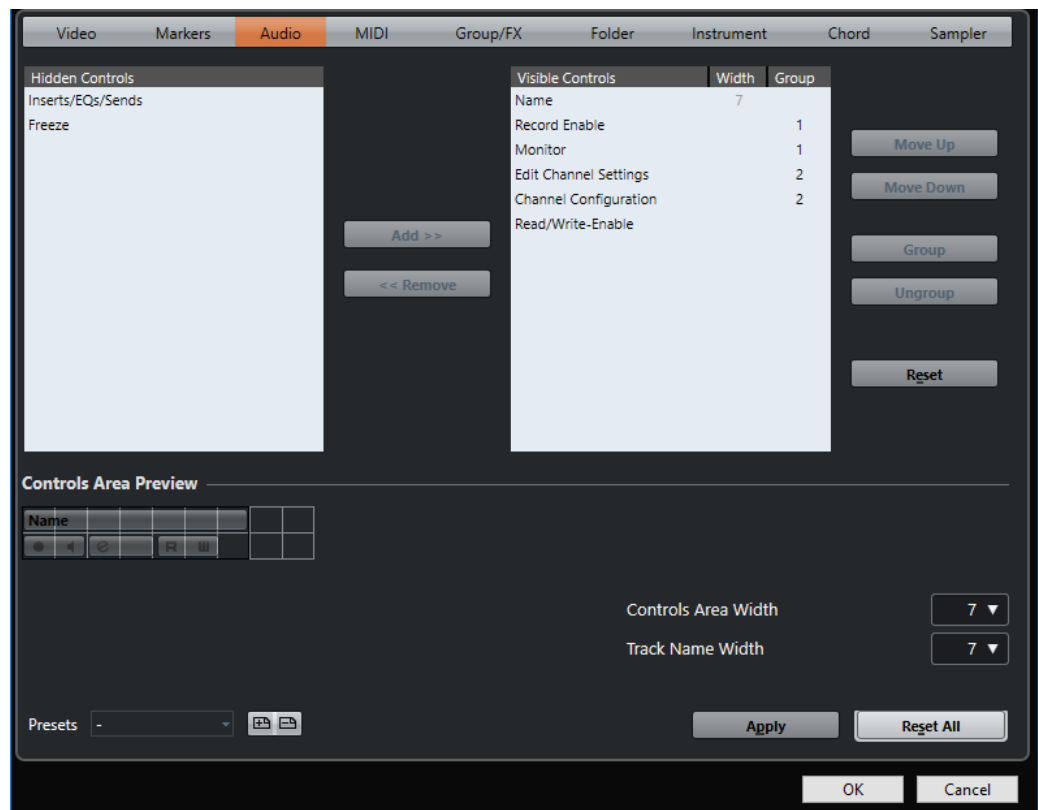 Video Markers Audio MIDI Group/FX Folder Instrument Chord Sampler
Hidden Controls
Inserts/EQs/Sends
Freeze
Add >>
<< Remove
Visible Controls Width Group
Name 7
Record Enable 1
Monitor 1
Edit Channel Settings 2
Channel Configuration 2
Read/Write-Enable
Move Up
Move Down
Group
Ungroup
Reset
Controls Area Preview
Name
e R W
Controls Area Width 7
Track Name Width 7
Presets -
Apply
Reset All
OK
Cancel